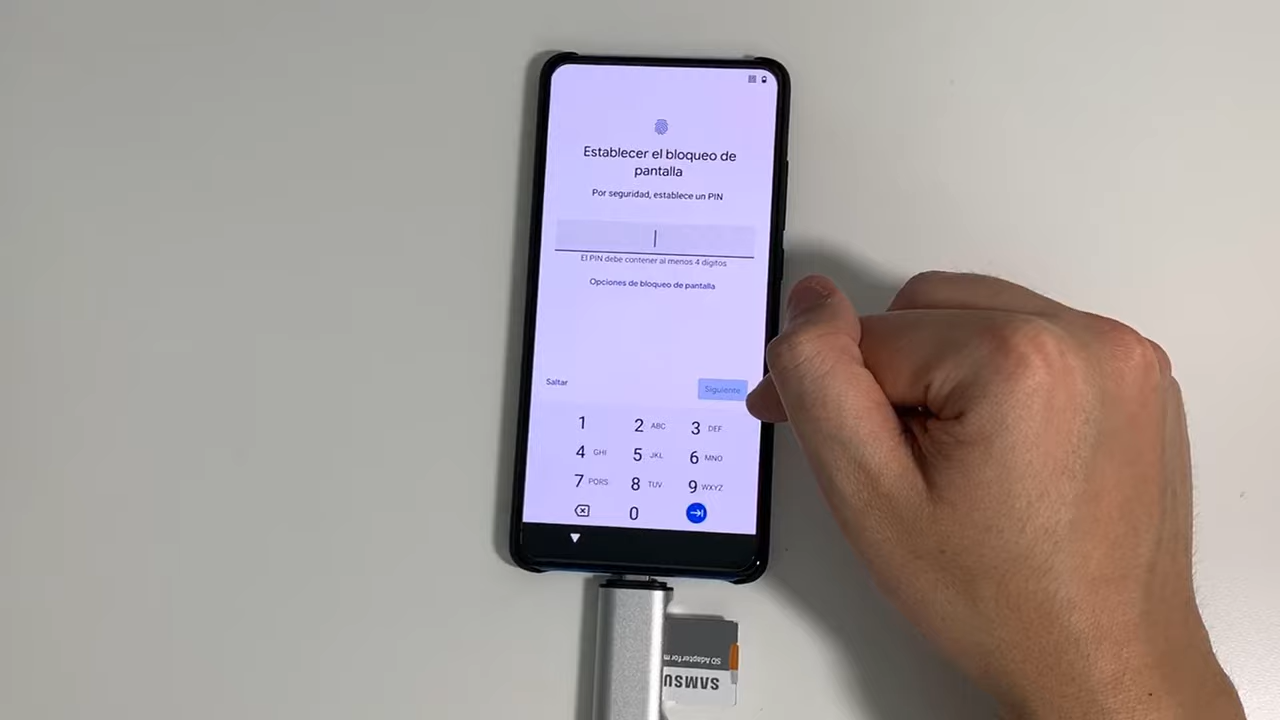 Establecer el bloqueo de
pantalla
Por seguridad, establece un PIN
El PIN debe contener al menos 4 dígitos
Opciones de bloqueo de pantalla
Saltar
Siguiente
1
2 ABC
3 DEF
4 GHI
5 JKL
6 MNO
7 PQRS
8 TUV
9 WXYZ
0
SD Adapter for m
SAMSU